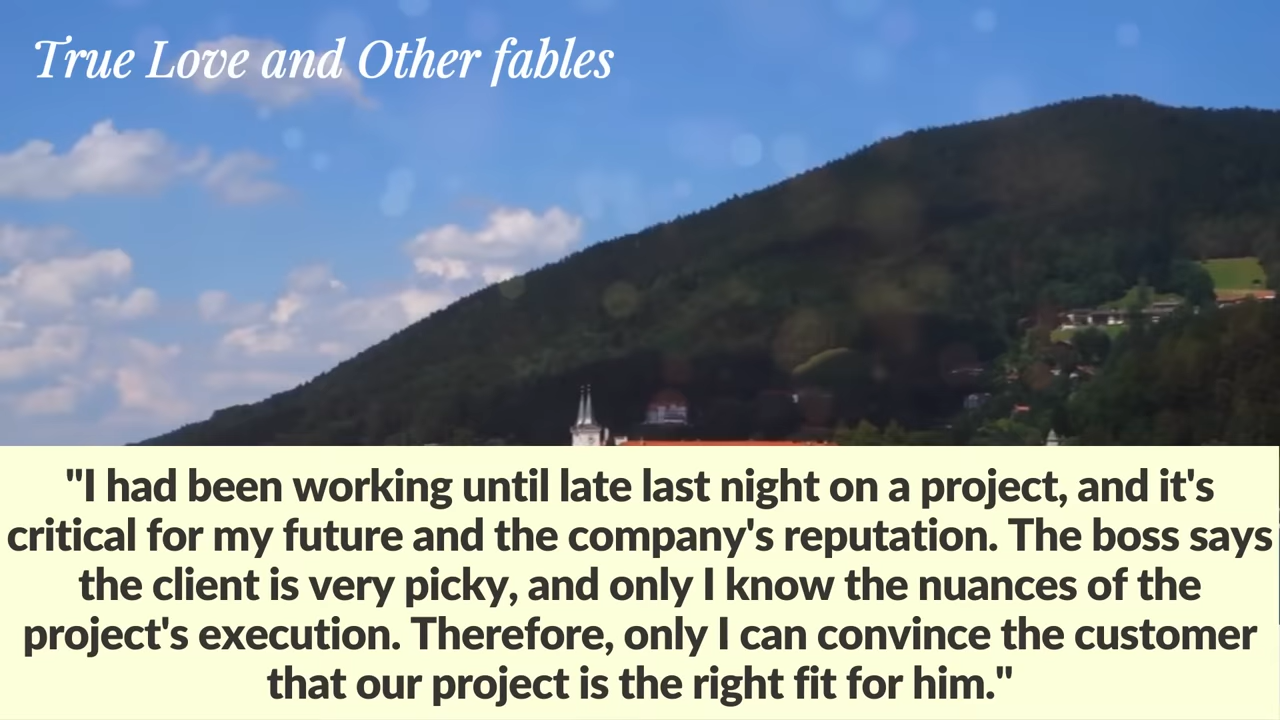 True Love and Other fables
"I had been working until late last night on a project, and it's
critical for my future and the company's reputation. The boss says
the client is very picky, and only I know the nuances of the
project's execution. Therefore, only I can convince the customer
that our project is the right fit for him."